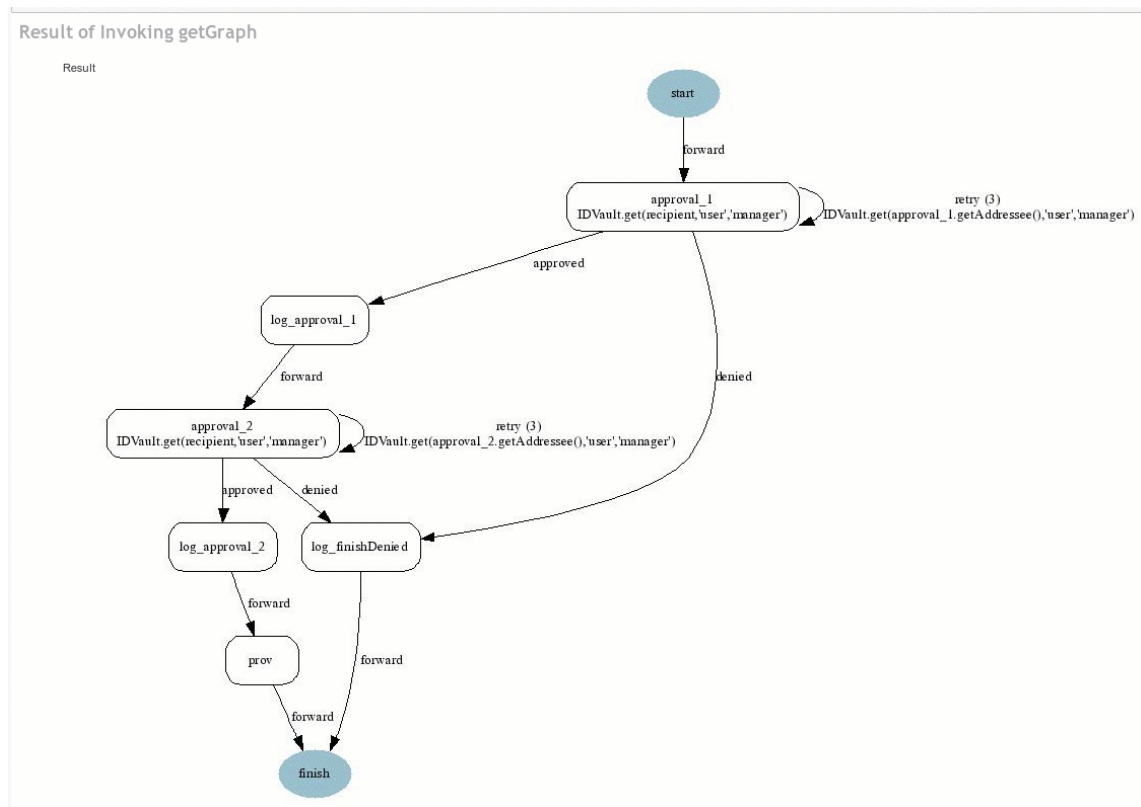 Result of Invoking getGraph
Result
start
forward
approval_1
IDVault.get(recipient,'user','manager')
retry (3)
IDVault.get(approval_1.getAddressee(),'user','manager')
approved
log_approval_1
denied
forward
approval_2
IDVault.get(recipient,'user','manager')
retry (3)
IDVault.get(approval_2.getAddressee(),'user','manager')
approved
denied
log_approval_2
log_finishDenied
forward
prov
forward
forward
finish